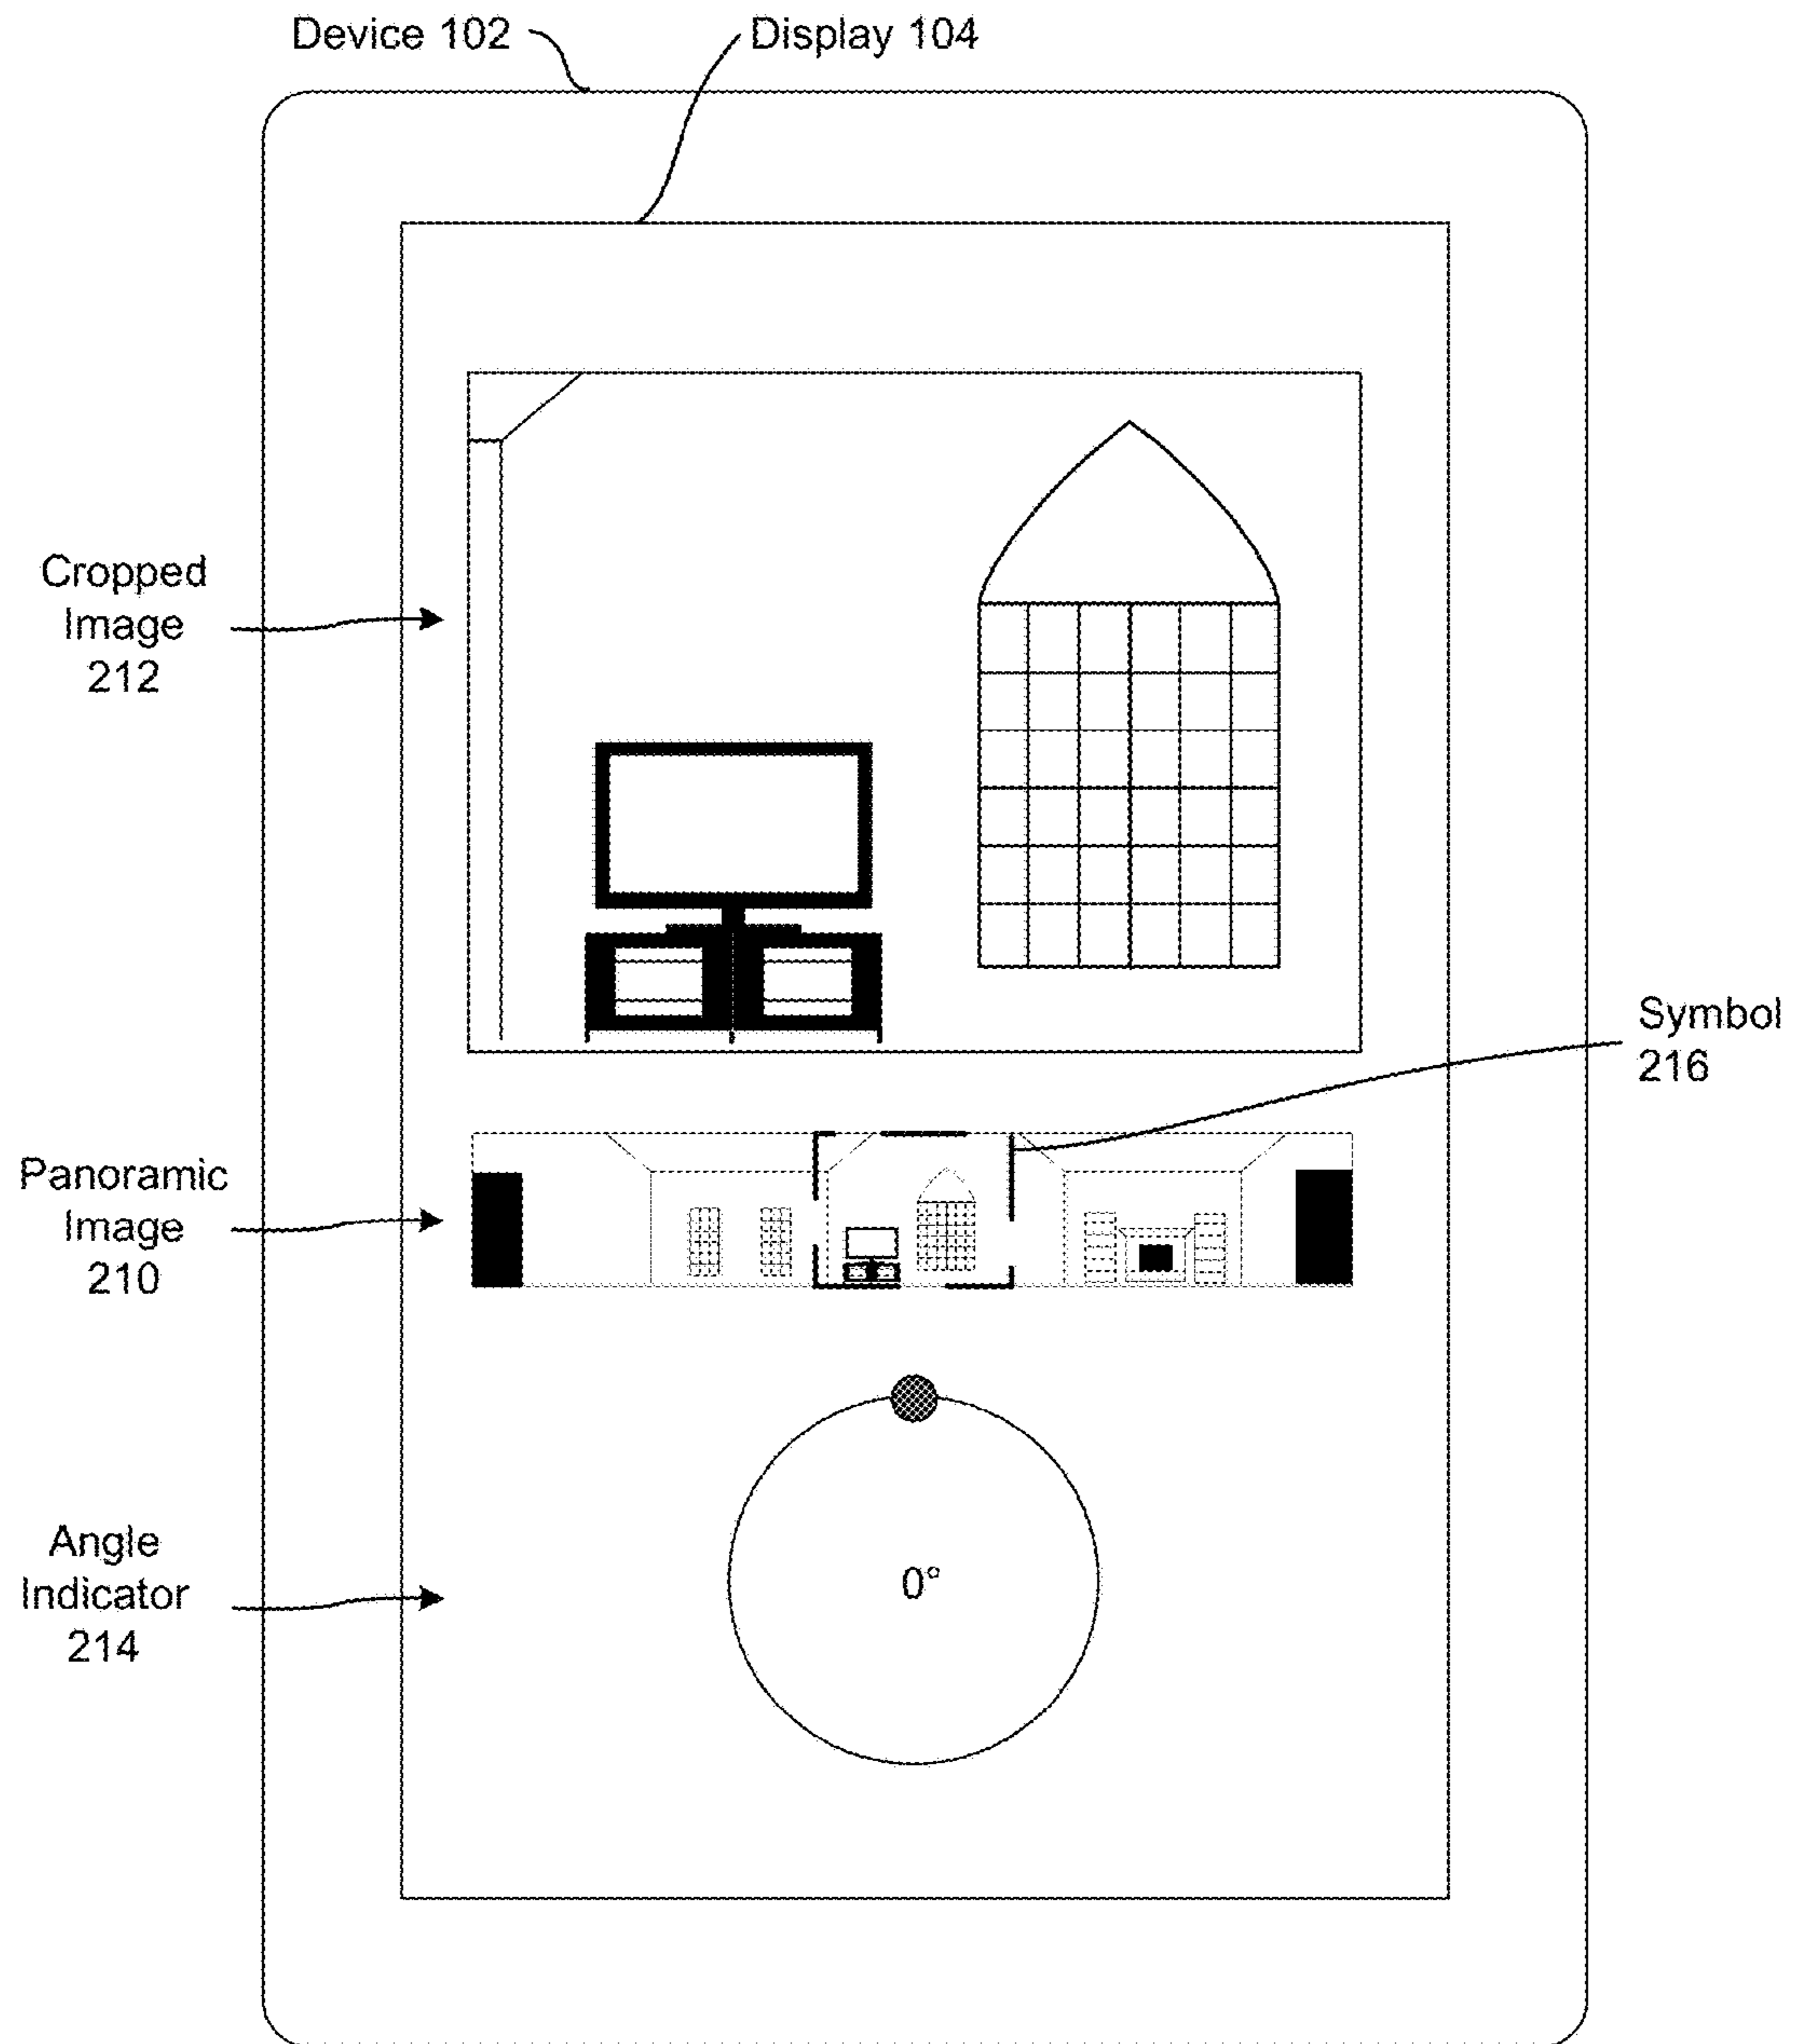 Device 102
Display 104
Cropped
Image
212
Symbol
216
Panoramic
Image
210
Angle
Indicator
214
0°